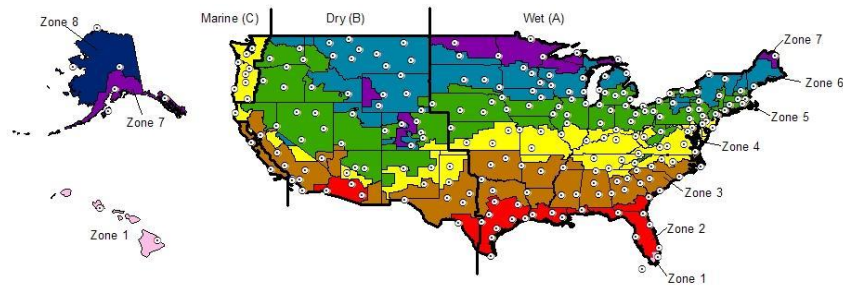 Marine (C)
Dry (B)
Wet (A)
Zone 8
Zone 7
Zone 7
Zone 6
Zone 5
Zone 4
Zone 3
Zone 2
Zone 1
Zone 1